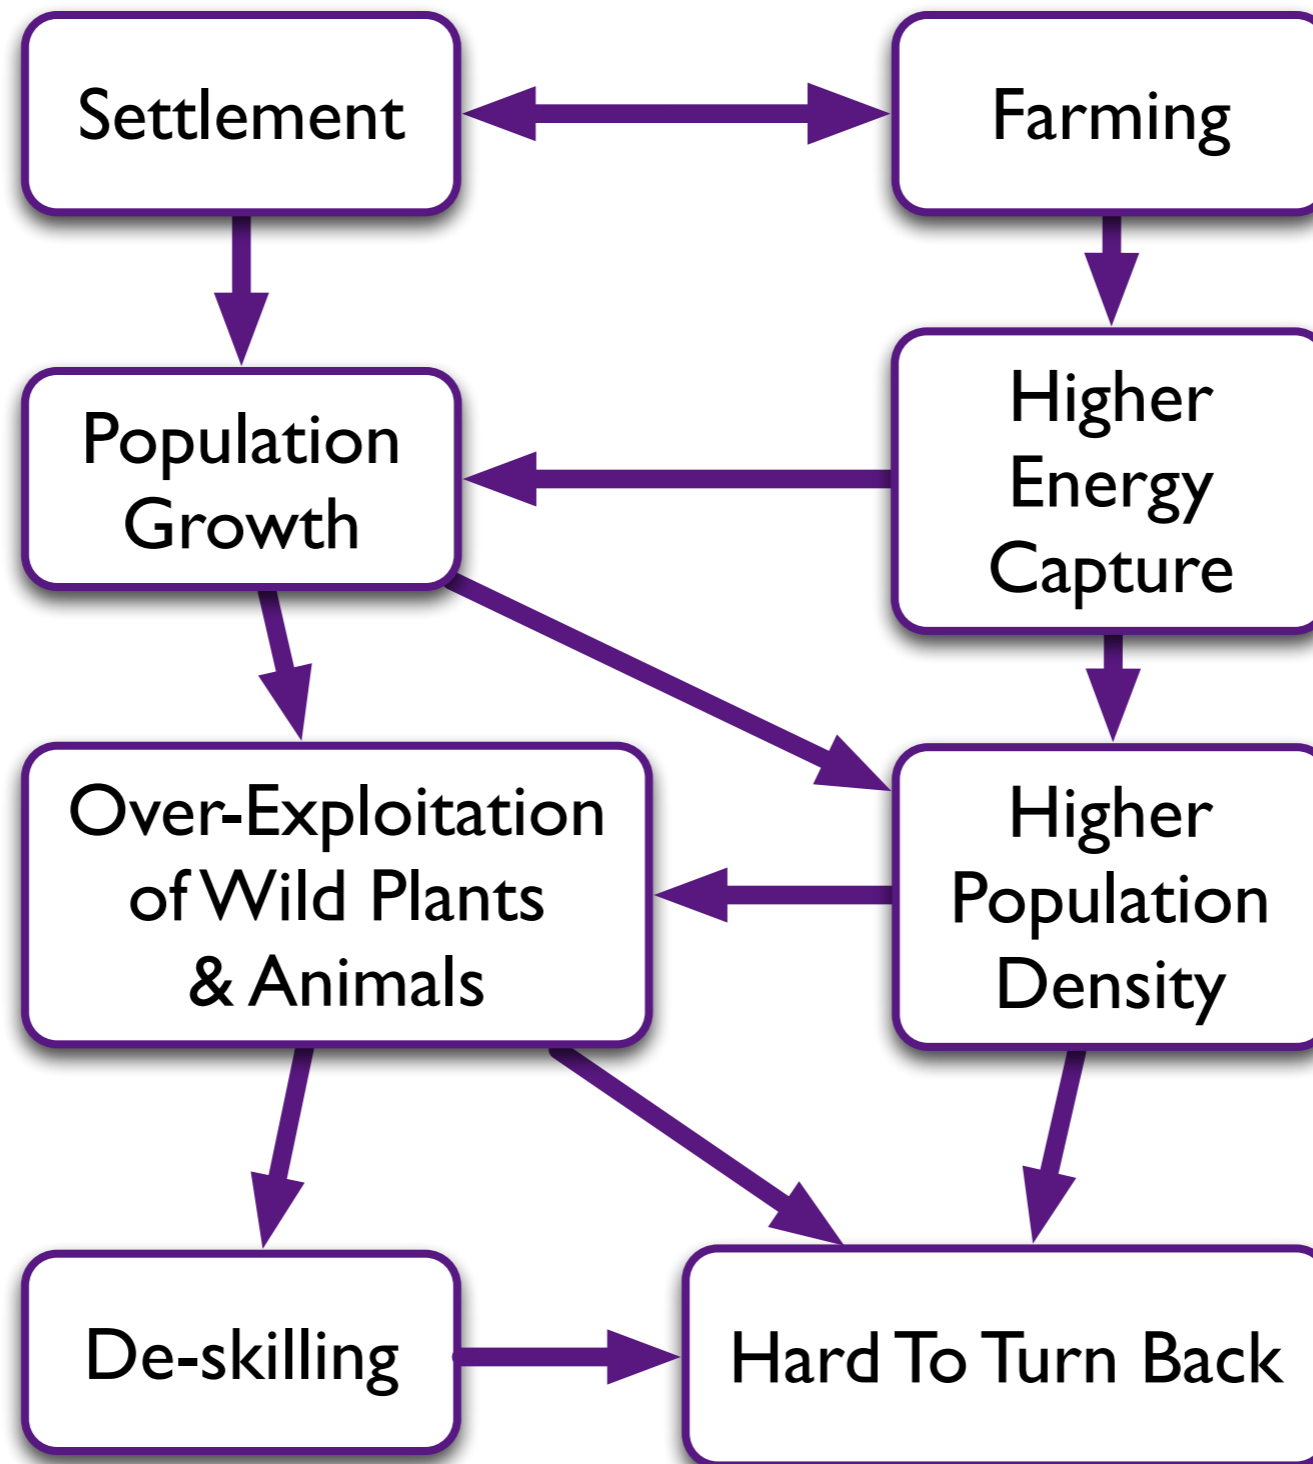 Settlement
Farming
Population
Growth
Higher
Energy
Capture
Over-Exploitation
of Wild Plants
& Animals
Higher
Population
Density
De-skilling
Hard To Turn Back